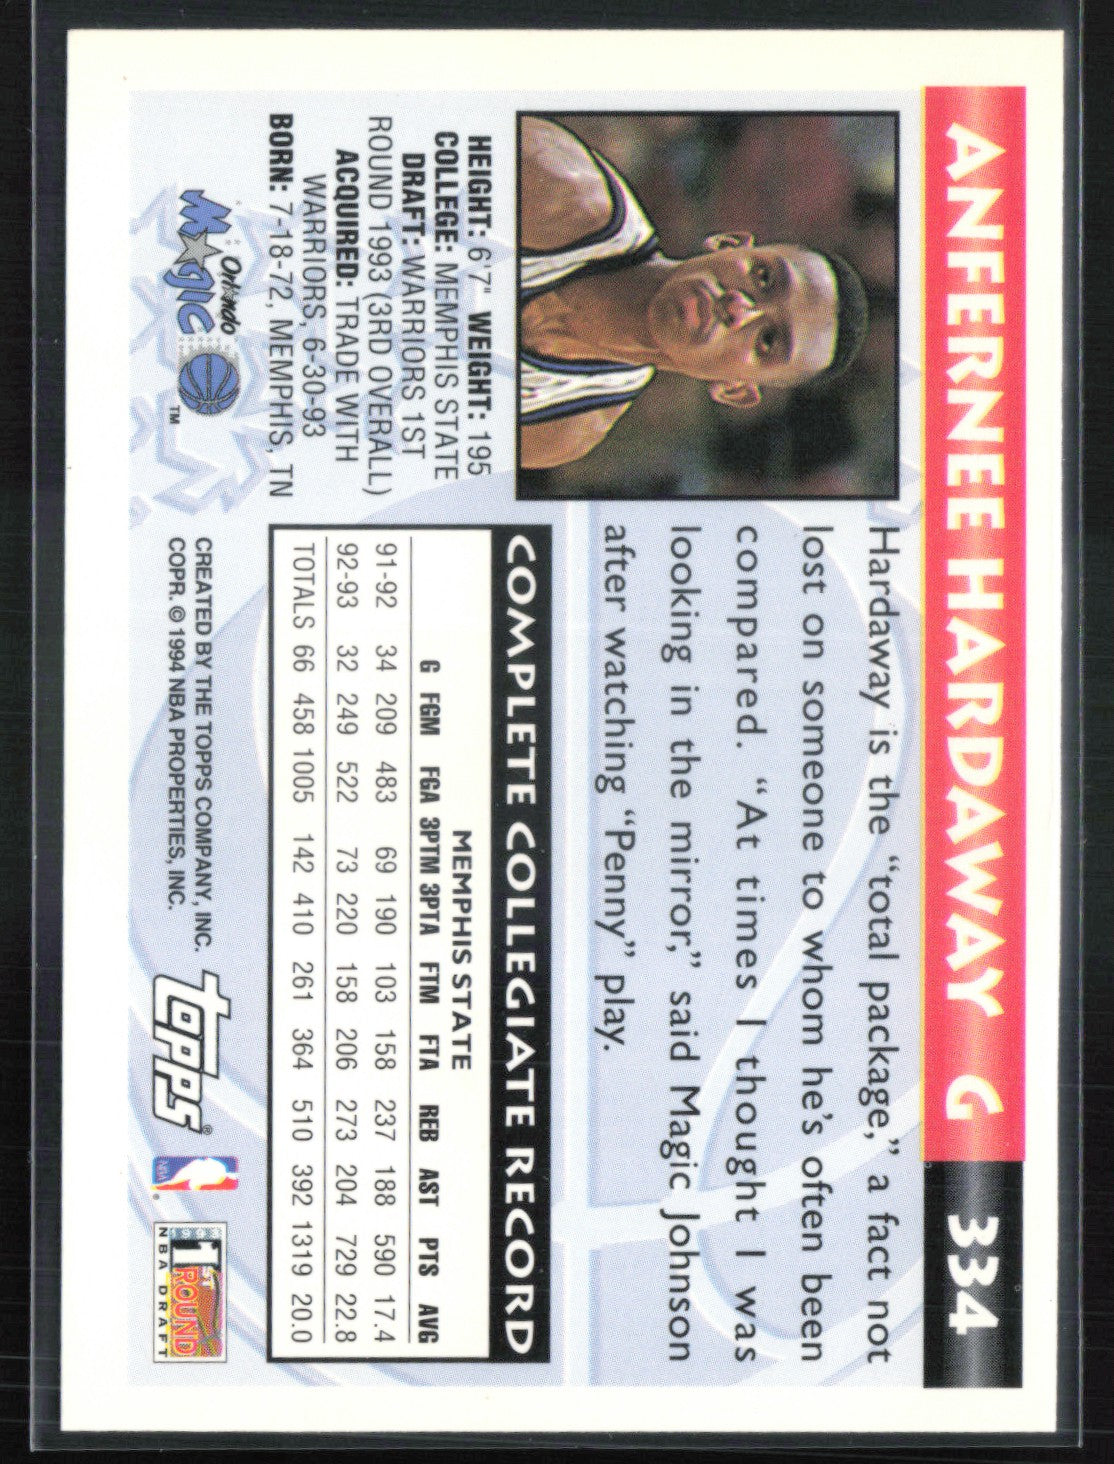 ANFERNEE HARDAWAY G 334
Hardaway is the "total package," a fact not
lost on someone to whom he's often been
compared. "At times I thought I was
looking in the mirror," said Magic Johnson
after watching "Penny" play.
HEIGHT: 6'7" WEIGHT: 195
COLLEGE: MEMPHIS STATE
DRAFT: WARRIORS 1ST
ROUND 1993 (3RD OVERALL)
ACQUIRED: TRADE WITH
WARRIORS, 6-30-93
BORN: 7-18-72, MEMPHIS, TN
Orlando
Magic
TM
COMPLETE COLLEGIATE RECORD
MEMPHIS STATE
G FGM FGA 3PTM 3PTA FTM FTA REB AST PTS AVG
91-92 34 209 483 69 190 103 158 237 188 590 17.4
92-93 32 249 522 73 220 158 206 273 204 729 22.8
TOTALS 66 458 1005 142 410 261 364 510 392 1319 20.0
CREATED BY THE TOPPS COMPANY, INC.
COPR. © 1994 NBA PROPERTIES, INC.
Topps®
NBA ®
1993
1ST ROUND
NBA DRAFT